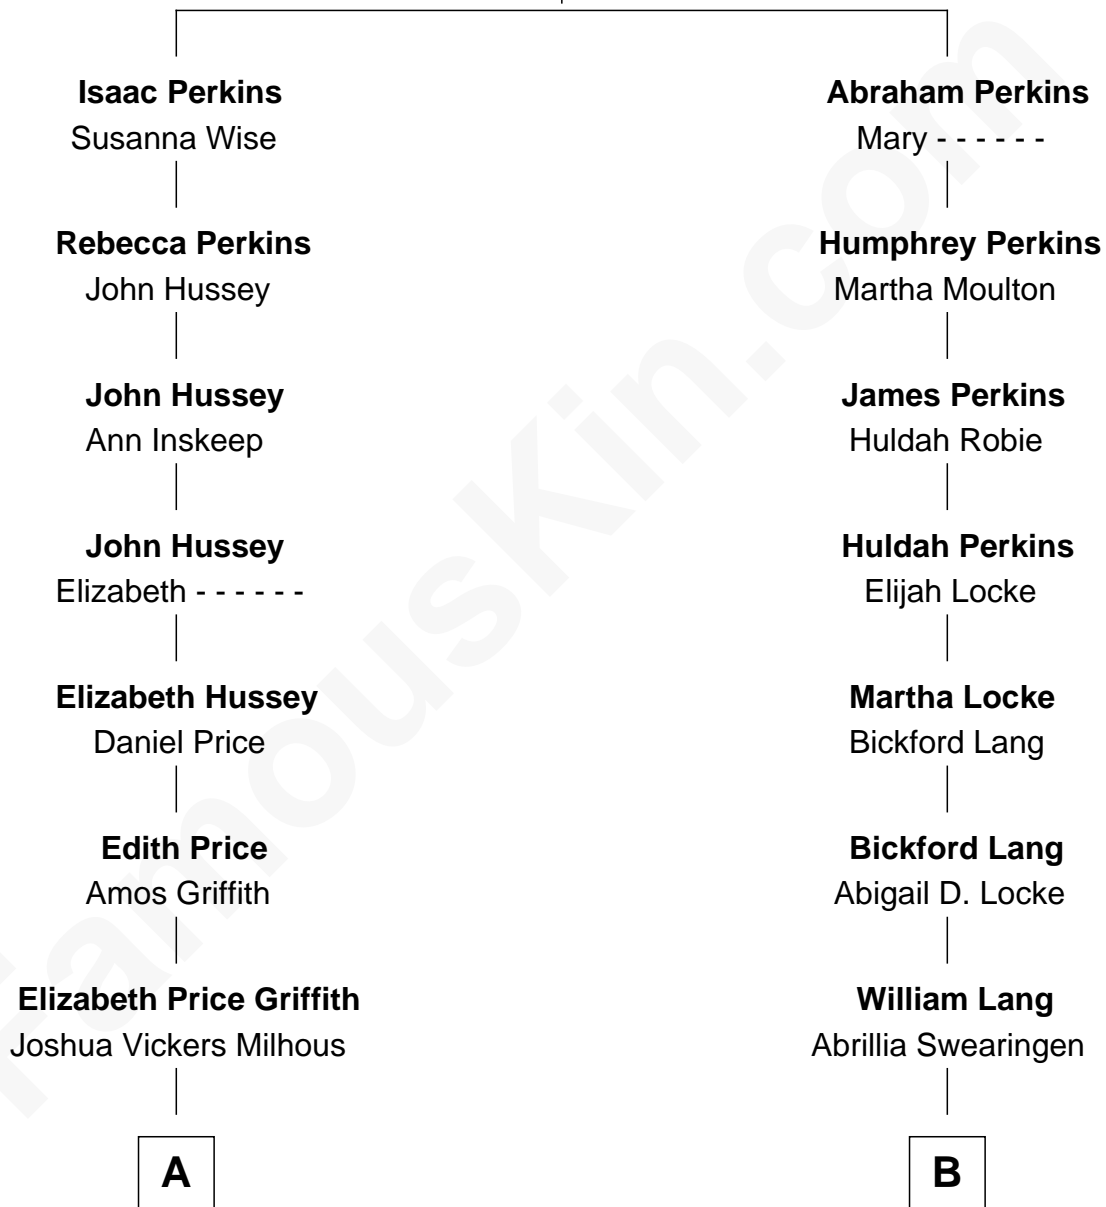 Isaac Perkins
Susanna Wise
Rebecca Perkins
John Hussey
John Hussey
Ann Inskeep
John Hussey
Elizabeth - - - - - -
Elizabeth Hussey
Daniel Price
Edith Price
Amos Griffith
Elizabeth Price Griffith
Joshua Vickers Milhous
A
Abraham Perkins
Mary - - - - - -
Humphrey Perkins
Martha Moulton
James Perkins
Huldah Robie
Huldah Perkins
Elijah Locke
Martha Locke
Bickford Lang
Bickford Lang
Abigail D. Locke
William Lang
Abrillia Swearingen
B
FamousKin.com